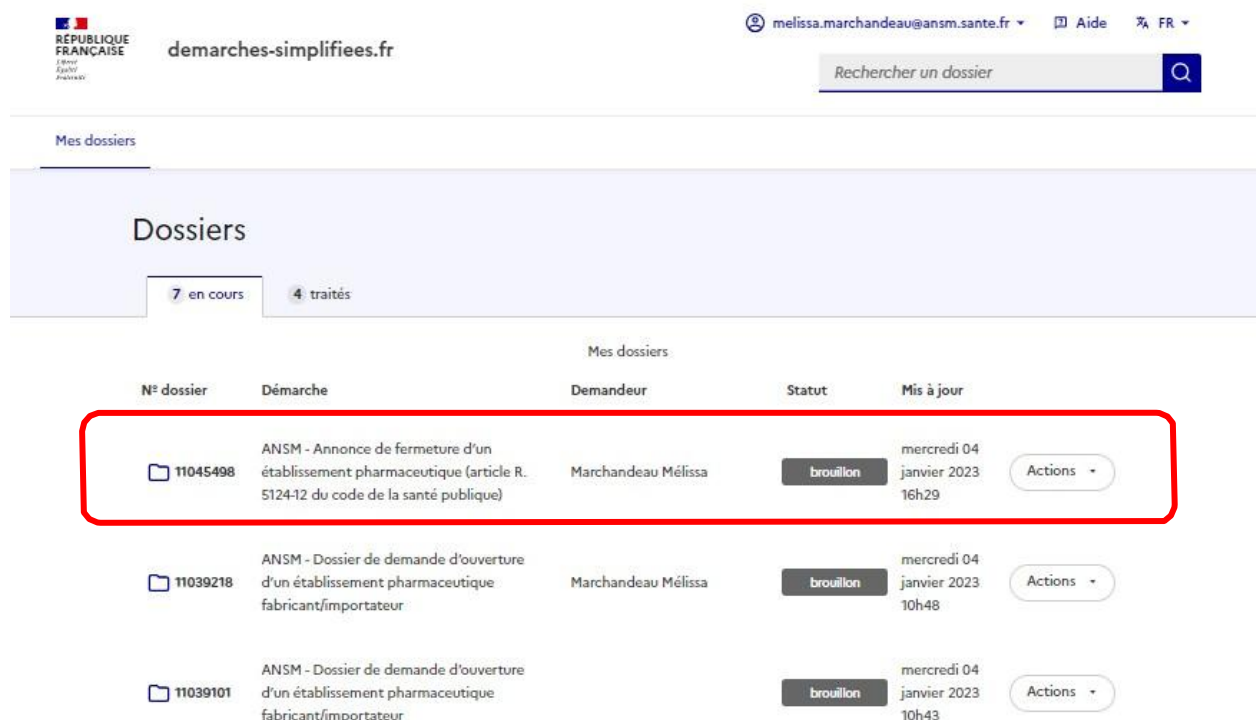 RÉPUBLIQUE
FRANÇAISE
Liberté
Égalité
Fraternité
demarches-simplifiees.fr
melissa.marchandeau@ansm.sante.fr
Aide
FR
Rechercher un dossier
Mes dossiers
Dossiers
7 en cours
4 traités
Mes dossiers
Nº dossier Démarche Demandeur Statut Mis à jour
11045498
ANSM - Annonce de fermeture d'un
établissement pharmaceutique (article R.
5124-12 du code de la santé publique)
Marchandeau Mélissa
brouillon
mercredi 04
janvier 2023
16h29
Actions
11039218
ANSM - Dossier de demande d'ouverture
d'un établissement pharmaceutique
fabricant/importateur
Marchandeau Mélissa
brouillon
mercredi 04
janvier 2023
10h48
Actions
11039101
ANSM - Dossier de demande d'ouverture
d'un établissement pharmaceutique
fabricant/importateur
brouillon
mercredi 04
janvier 2023
10h43
Actions